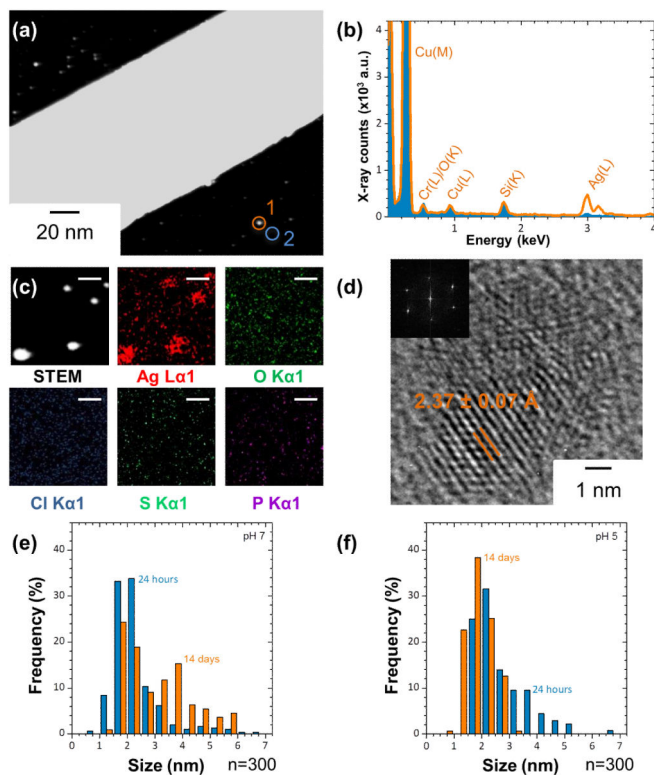 (a)
1
2
20 nm
(b)
X-ray counts (x10³ a.u.)
4
3
2
1
0
Cu(M)
Cr(L)/O(K)
Cu(L)
Si(K)
Ag(L)
1 2 3 4
Energy (keV)
(c)
STEM Ag Lα1 O Kα1
Cl Kα1 S Kα1 P Kα1
(d)
2.37 ± 0.07 Å
1 nm
(e)
pH 7
Frequency (%)
40
30
20
10
0
24 hours
14 days
0 1 2 3 4 5 6 7
Size (nm) n=300
(f)
pH 5
Frequency (%)
40
30
20
10
0
14 days
24 hours
0 1 2 3 4 5 6 7
Size (nm) n=300